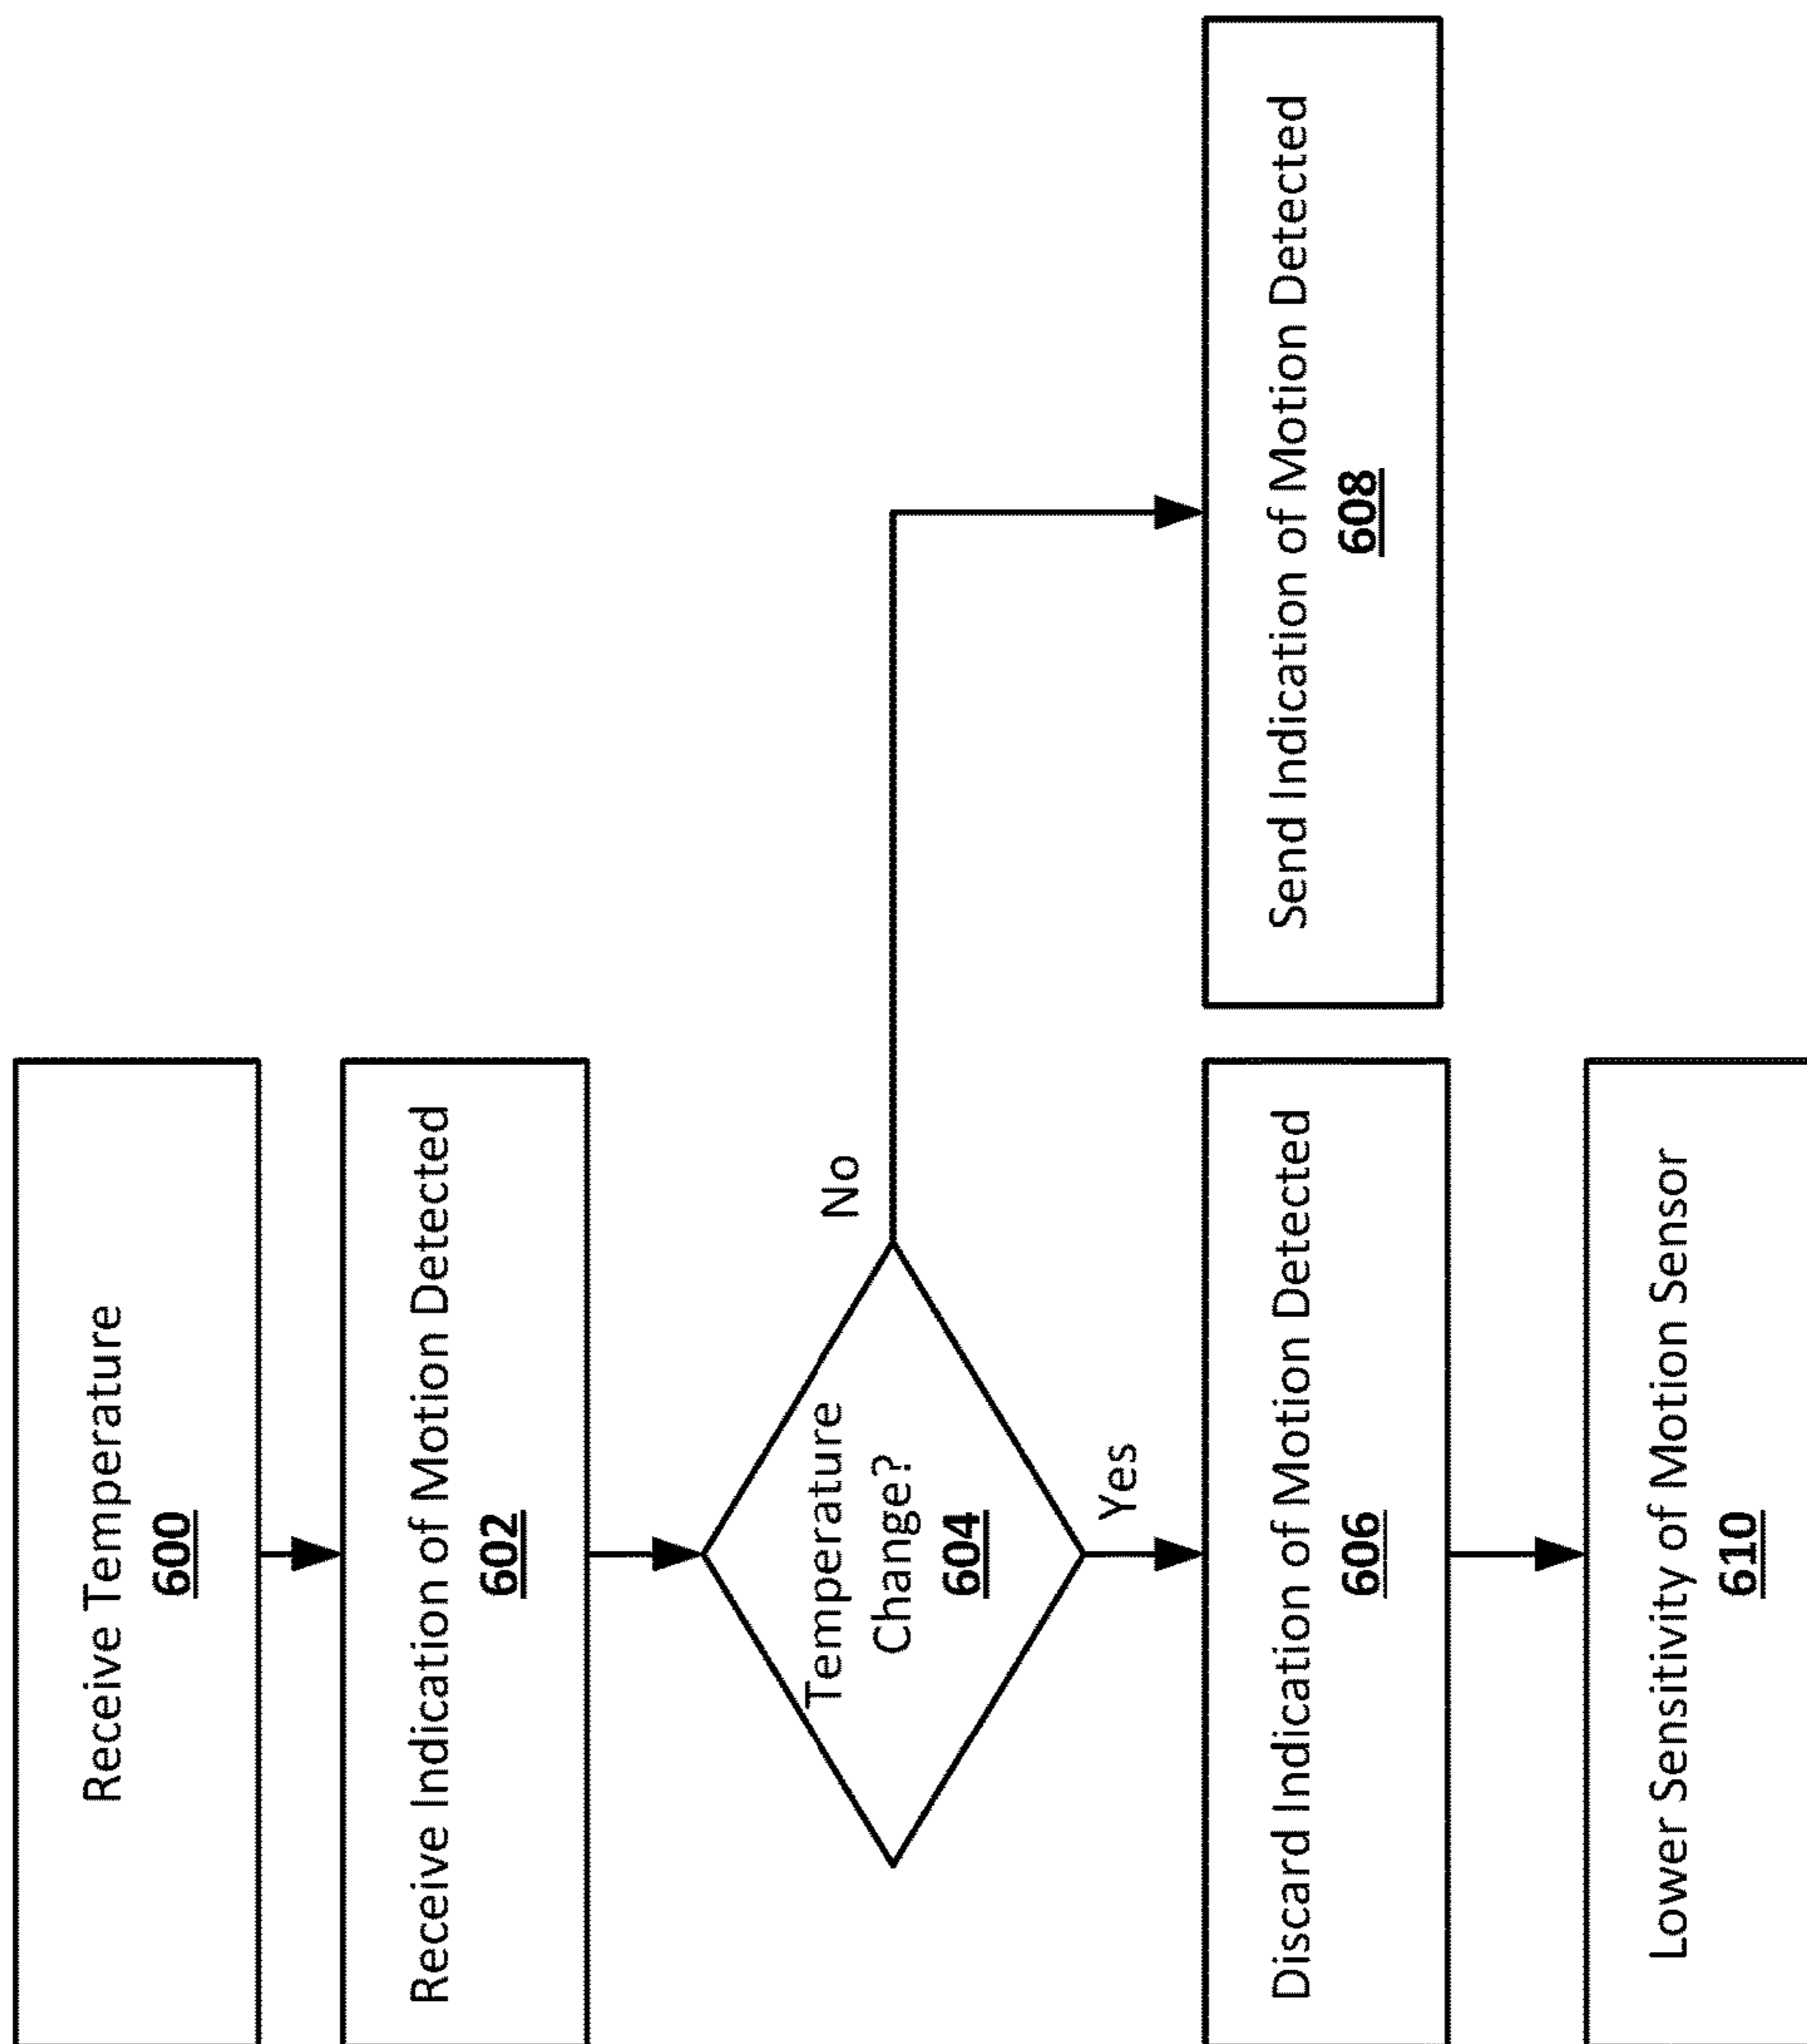 Receive Temperature
600
Receive Indication of Motion Detected
602
Temperature
Change?
604
No
Yes
Discard Indication of Motion Detected
606
Send Indication of Motion Detected
608
Lower Sensitivity of Motion Sensor
610